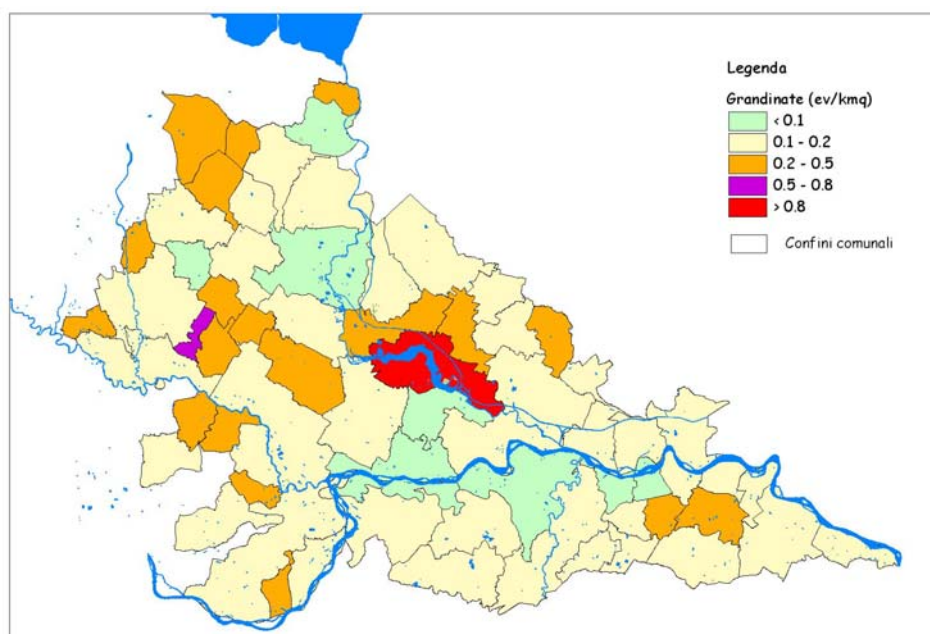 Legenda
Grandinate (ev/kmq)
< 0.1
0.1 - 0.2
0.2 - 0.5
0.5 - 0.8
> 0.8
Confini comunali